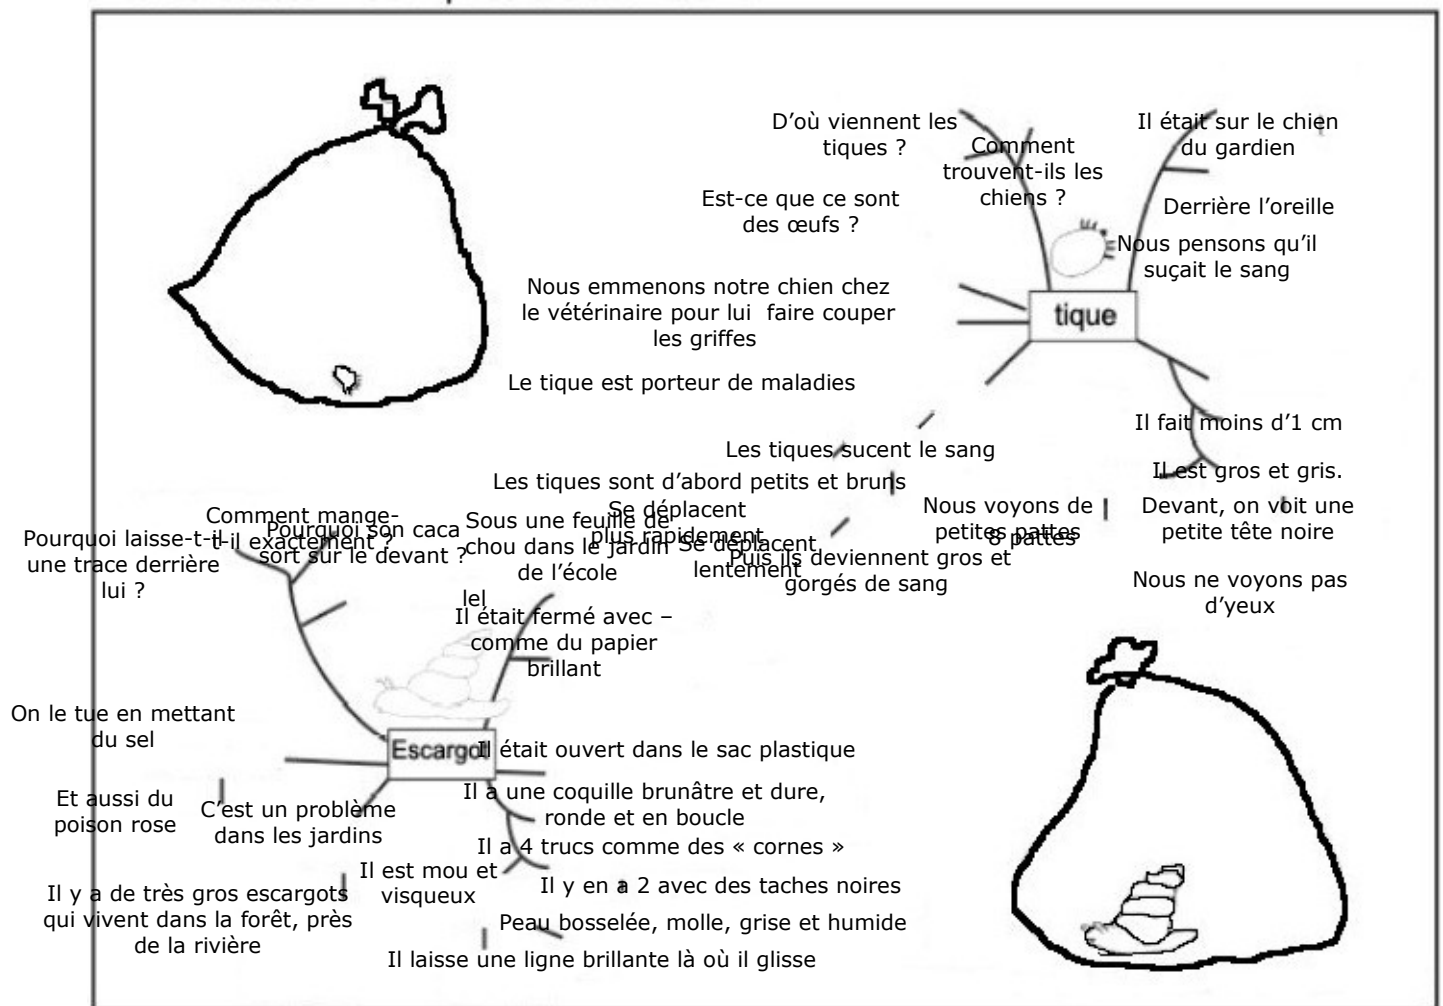 D'où viennent les
tiques ?
Comment
trouvent-ils les
chiens ?
Il était sur le chien
du gardien
Est-ce que ce sont
des œufs ?
Derrière l'oreille
Nous pensons qu'il
suçait le sang
Nous emmenons notre chien chez
le vétérinaire pour lui  faire couper
les griffes
tique
Le tique est porteur de maladies
Il fait moins d'1 cm
Les tiques sucent le sang
Il est gros et gris.
Les tiques sont d'abord petits et bruns
Se déplacent
plus rapidement
Se déplacent
lentement
Puis ils deviennent gros et
gorgés de sang
Nous voyons de
petites pattes
8 pattes
Devant, on voit une
petite tête noire
Nous ne voyons pas
d'yeux
Pourquoi laisse-t-il
une trace derrière
lui ?
Comment mange-
t-il exactement ?
Pourquoi son caca
sort sur le devant ?
Sous une feuille de
chou dans le jardin
de l'école
lel
Il était fermé avec –
comme du papier
brillant
On le tue en mettant
du sel
Escargot
Il était ouvert dans le sac plastique
Et aussi du
poison rose
C'est un problème
dans les jardins
Il a une coquille brunâtre et dure,
ronde et en boucle
Il a 4 trucs comme des « cornes »
Il est mou et
visqueux
Il y en a 2 avec des taches noires
Il y a de très gros escargots
qui vivent dans la forêt, près
de la rivière
Peau bosselée, molle, grise et humide
Il laisse une ligne brillante là où il glisse